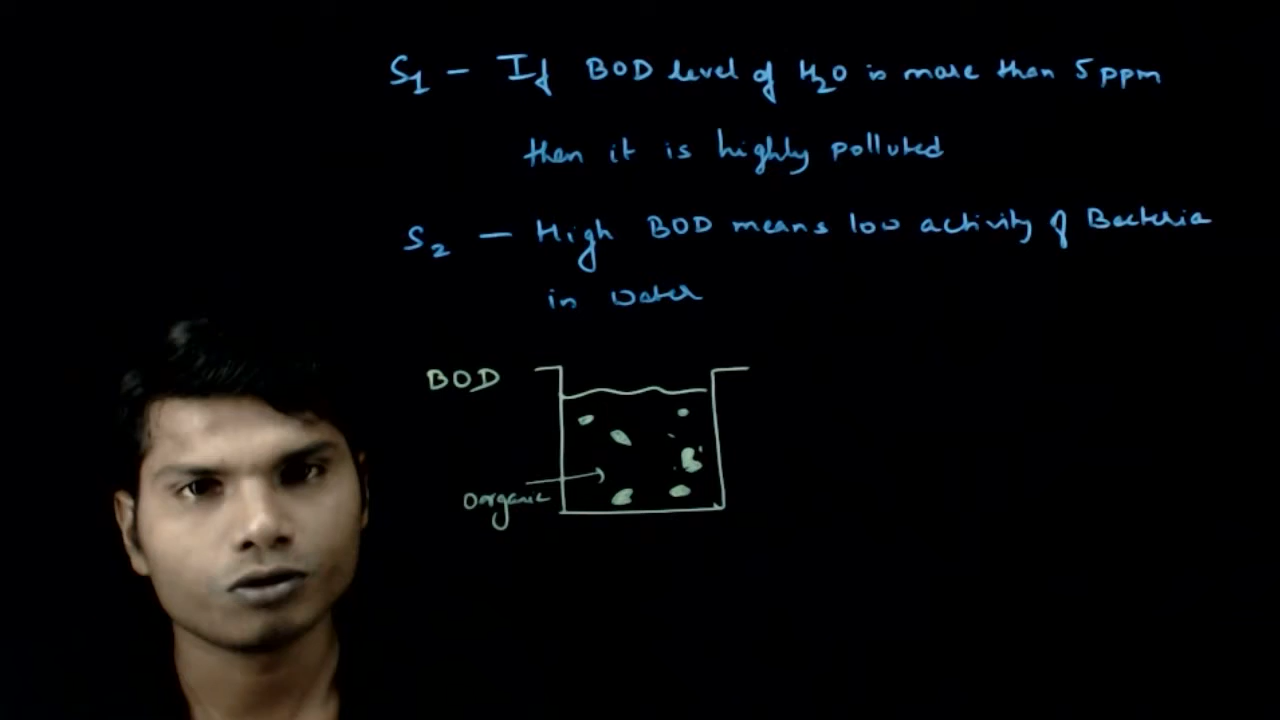 S1 - If BOD level of H2O is more than 5 ppm
then it is highly polluted
S2 - High BOD means low activity of Bacteria
in water
BOD
Oorganic